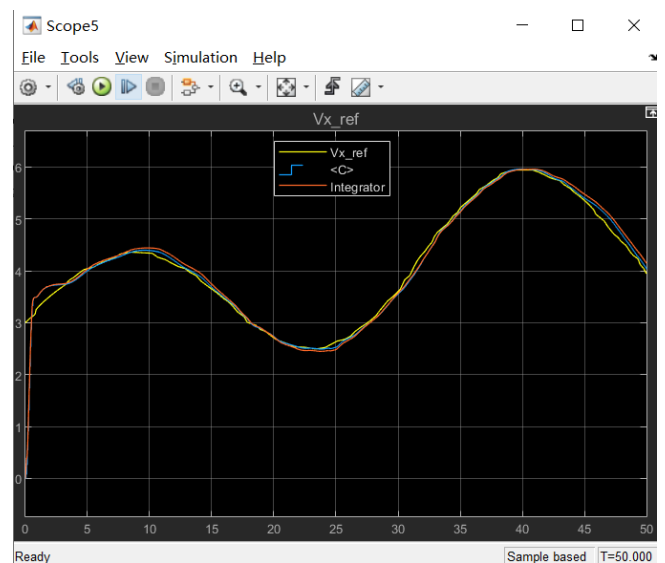 Scope5
File Tools View Simulation Help
Vx_ref
Vx_ref
<C>
Integrator
6
5
4
3
2
1
0
0 5 10 15 20 25 30 35 40 45 50
Ready Sample based T=50.000